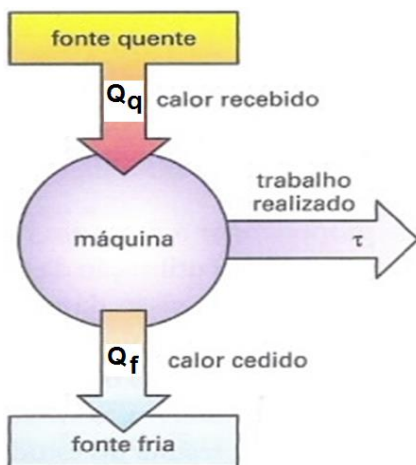 fonte quente
Qq calor recebido
trabalho
realizado
máquina
τ
Qf calor cedido
fonte fria